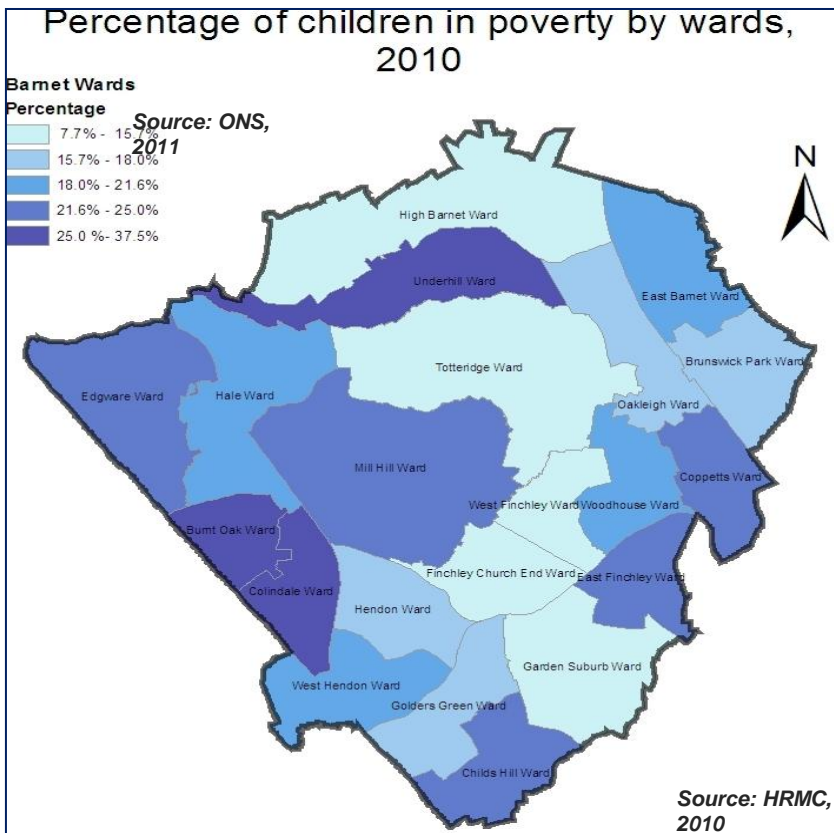 Percentage of children in poverty by wards,
2010
Barnet Wards
Percentage
Source: ONS,
2011
7.7% - 15.7%
15.7% - 18.0%
18.0% - 21.6%
21.6% - 25.0%
25.0 %- 37.5%
N
High Barnet Ward
Underhill Ward
East Barnet Ward
Brunswick Park Ward
Totteridge Ward
Edgware Ward
Hale Ward
Oakleigh Ward
Mill Hill Ward
Coppetts Ward
West Finchley Ward
Woodhouse Ward
Burnt Oak Ward
Finchley Church End Ward
East Finchley Ward
Colindale Ward
Hendon Ward
Garden Suburb Ward
West Hendon Ward
Golders Green Ward
Childs Hill Ward
Source: HRMC,
2010